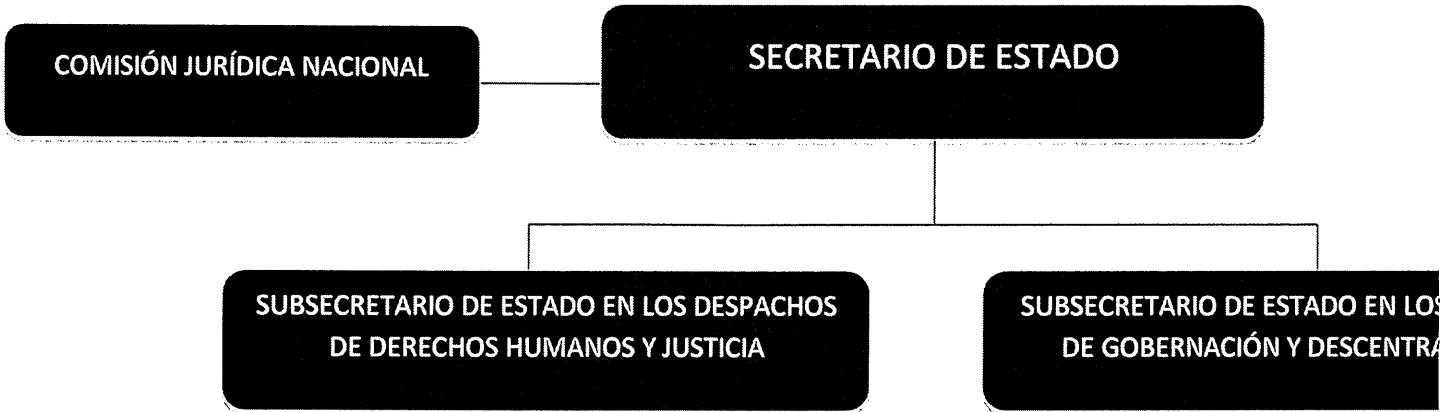 COMISIÓN JURÍDICA NACIONAL
SECRETARIO DE ESTADO
SUBSECRETARIO DE ESTADO EN LOS DESPACHOS
DE DERECHOS HUMANOS Y JUSTICIA
SUBSECRETARIO DE ESTADO EN LOS
DE GOBERNACIÓN Y